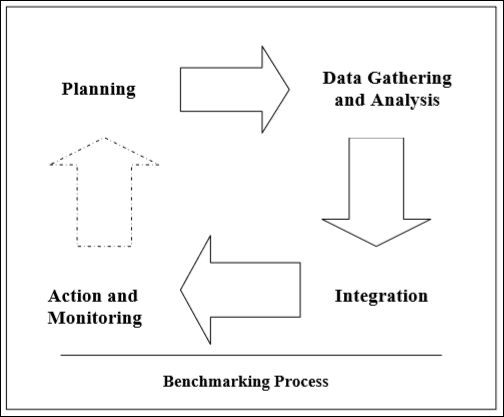 Planning
Data Gathering
and Analysis
Action and
Monitoring
Integration
Benchmarking Process